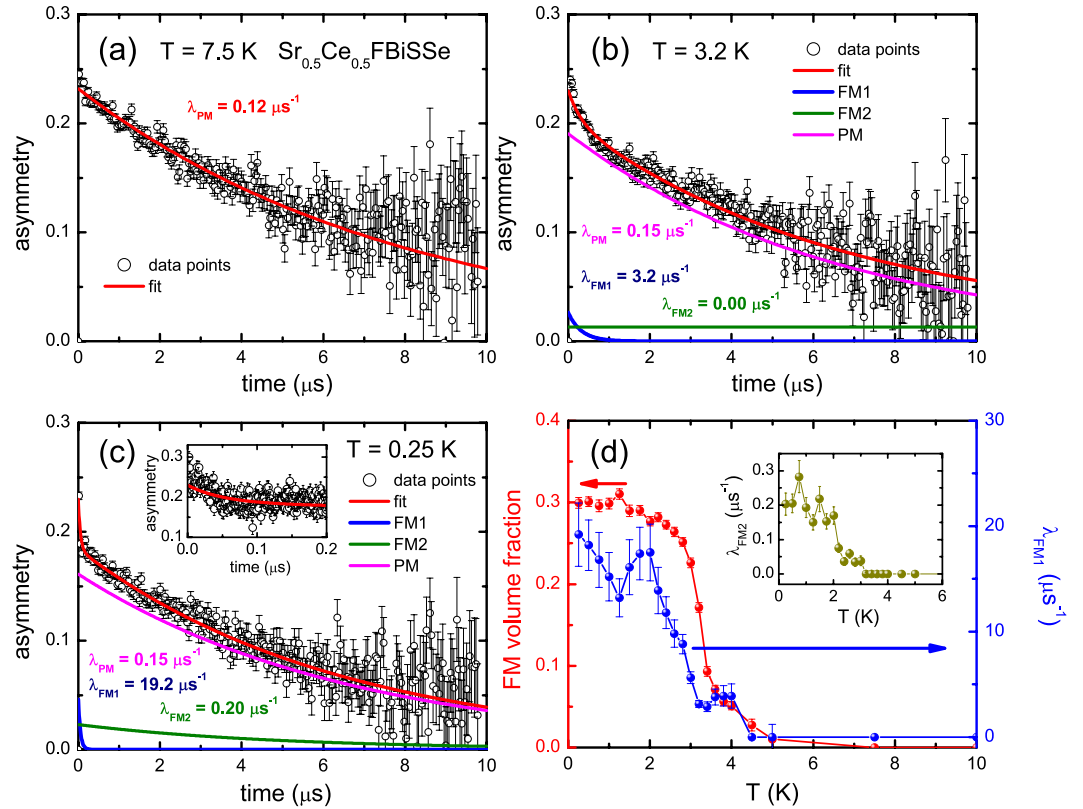 (a) T = 7.5 K Sr0.5Ce0.5FBiSSe
λPM = 0.12 μs-1
data points
fit
asymmetry
0.3
0.2
0.1
0.0
0 2 4 6 8 10
time (μs)
(b) T = 3.2 K
data points
fit
FM1
FM2
PM
λPM = 0.15 μs-1
λFM1 = 3.2 μs-1
λFM2 = 0.00 μs-1
asymmetry
0.3
0.2
0.1
0.0
0 2 4 6 8 10
time (μs)
(c) T = 0.25 K
data points
fit
FM1
FM2
PM
λPM = 0.15 μs-1
λFM1 = 19.2 μs-1
λFM2 = 0.20 μs-1
asymmetry
0.3
0.2
0.1
0.0
0 2 4 6 8 10
time (μs)
asymmetry
0.3
0.2
0.1
0.0 0.1 0.2
time (μs)
(d)
FM volume fraction
0.4
0.3
0.2
0.1
0.0
0 2 4 6 8 10
T (K)
30
20
10
0
λFM1 (μs-1)
λFM2 (μs-1)
0.3
0.2
0.1
0.0
0 2 4 6
T (K)